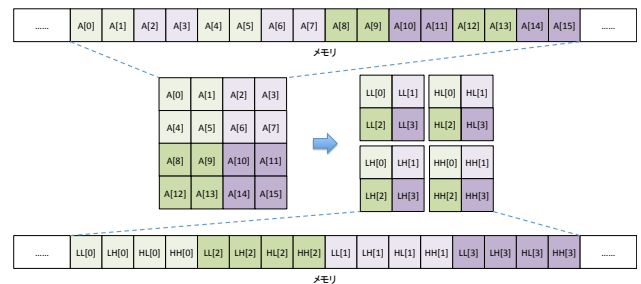 ...... A[0] A[1] A[2] A[3] A[4] A[5] A[6] A[7] A[8] A[9] A[10] A[11] A[12] A[13] A[14] A[15] ......
メモリ
A[0] A[1] A[2] A[3]
A[4] A[5] A[6] A[7]
A[8] A[9] A[10] A[11]
A[12] A[13] A[14] A[15]
LL[0] LL[1] HL[0] HL[1]
LL[2] LL[3] HL[2] HL[3]
LH[0] LH[1] HH[0] HH[1]
LH[2] LH[3] HH[2] HH[3]
...... LL[0] LH[0] HL[0] HH[0] LL[2] LH[2] HL[2] HH[2] LL[1] LH[1] HL[1] HH[1] LL[3] LH[3] HL[3] HH[3] ......
メモリ